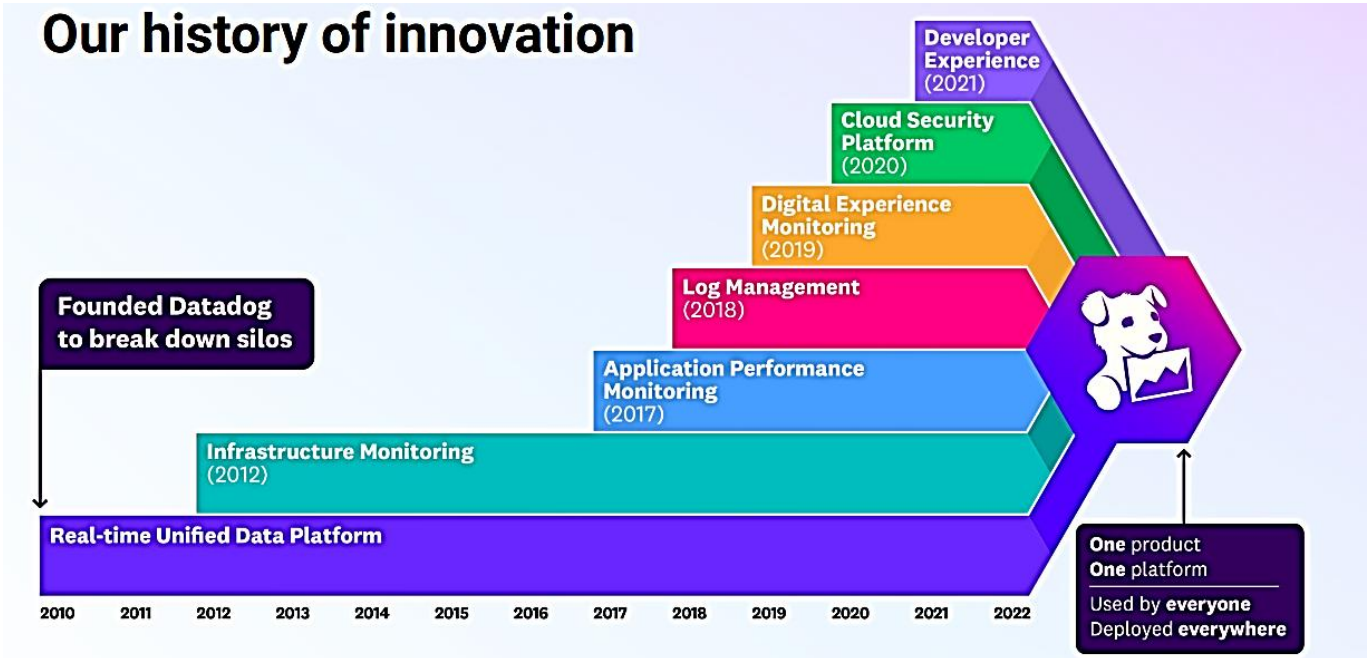 Our history of innovation
Developer
Experience
(2021)
Cloud Security
Platform
(2020)
Digital Experience
Monitoring
(2019)
Log Management
(2018)
Founded Datadog
to break down silos
Application Performance
Monitoring
(2017)
Infrastructure Monitoring
(2012)
Real-time Unified Data Platform
2010 2011 2012 2013 2014 2015 2016 2017 2018 2019 2020 2021 2022
One product
One platform
Used by everyone
Deployed everywhere